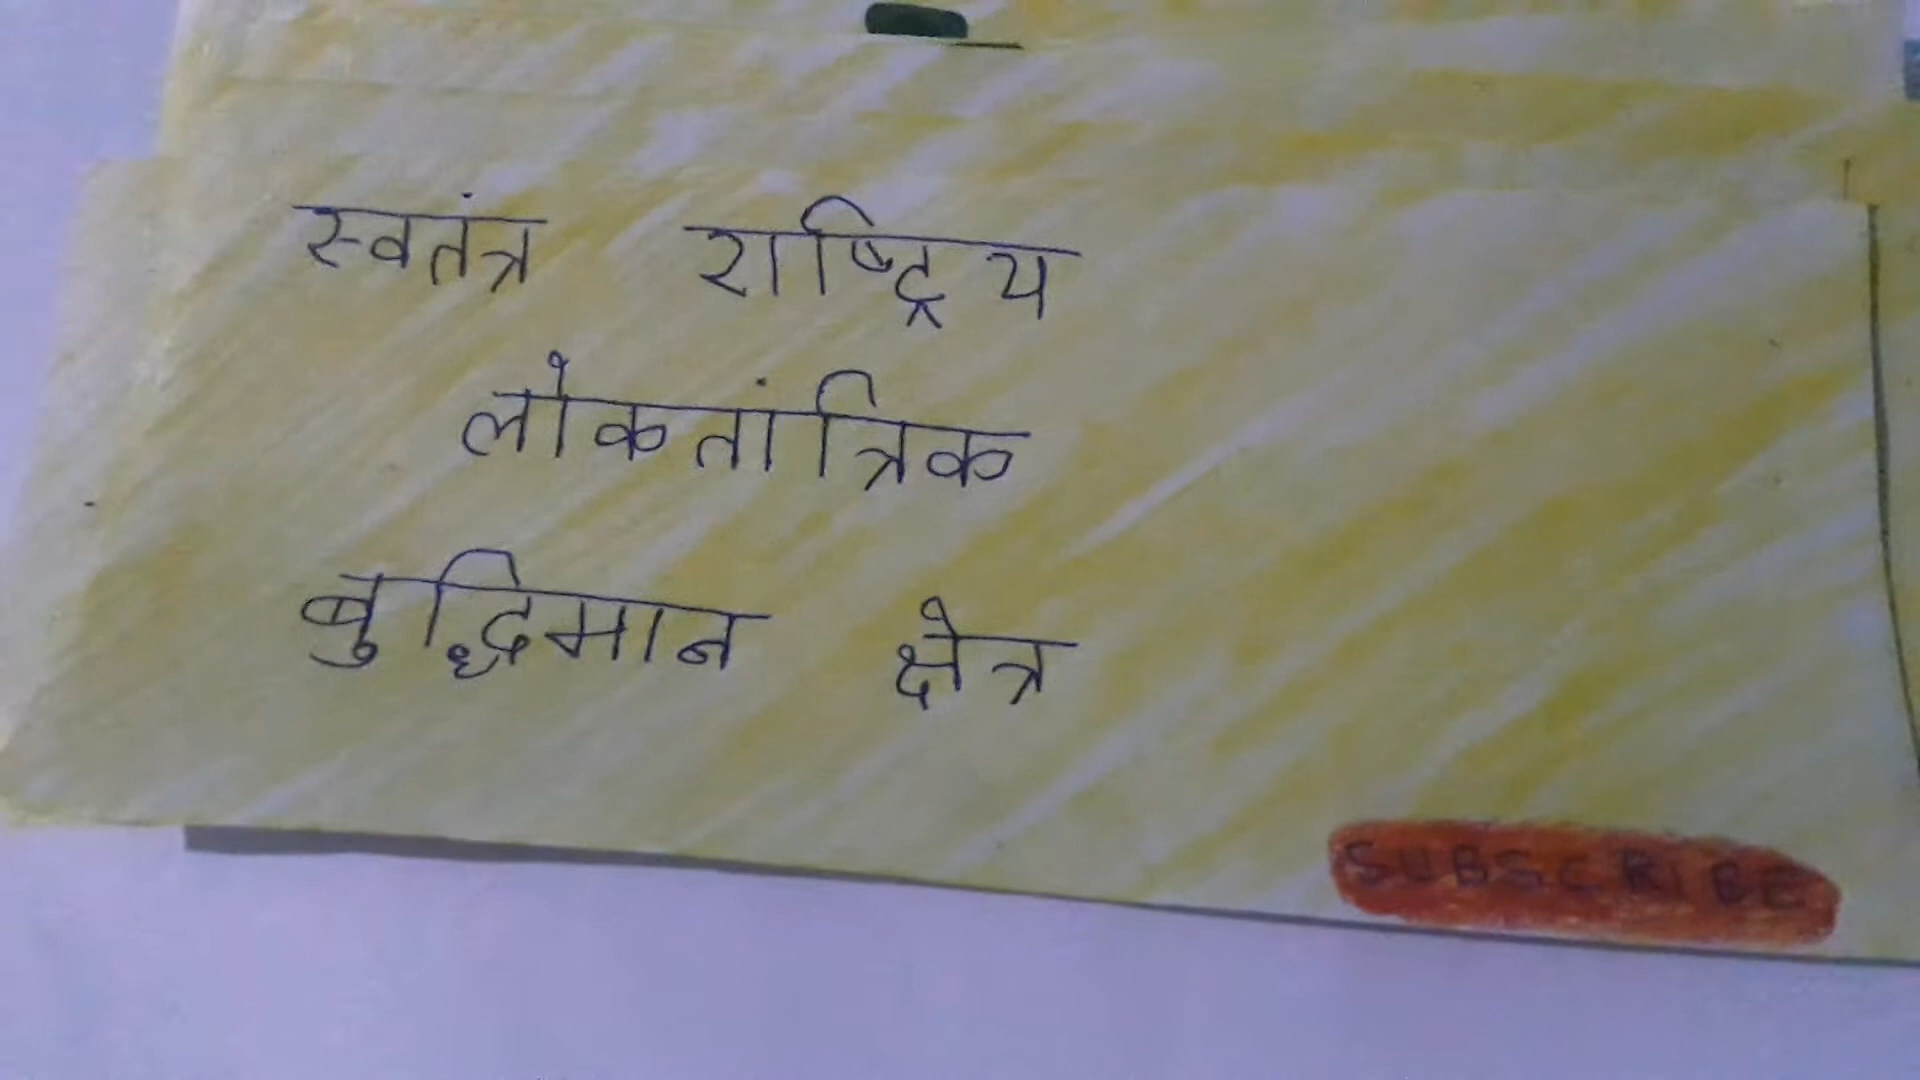 स्वतंत्र राष्ट्रिय
लोकतांत्रिक
बुद्धिमान क्षेत्र
SUBSCRIBE